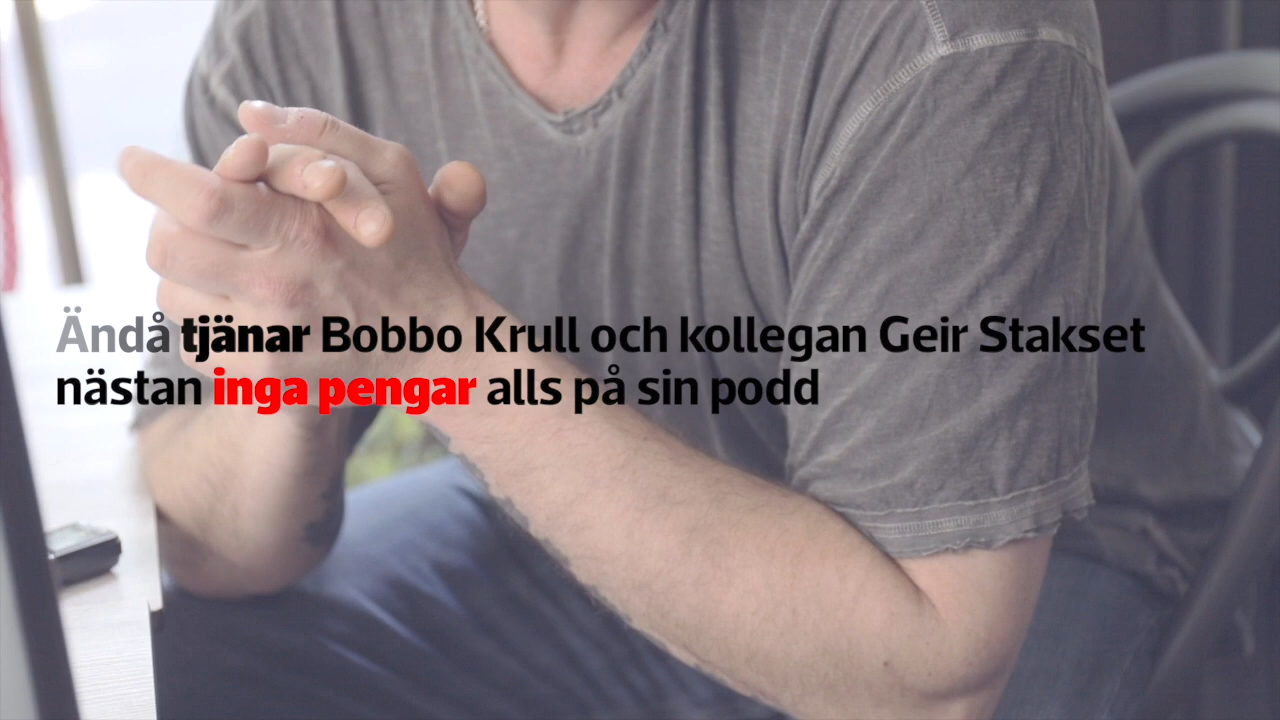 Ändå tjänar Bobbo Krull och kollegan Geir Stakset
nästan inga pengar alls på sin podd